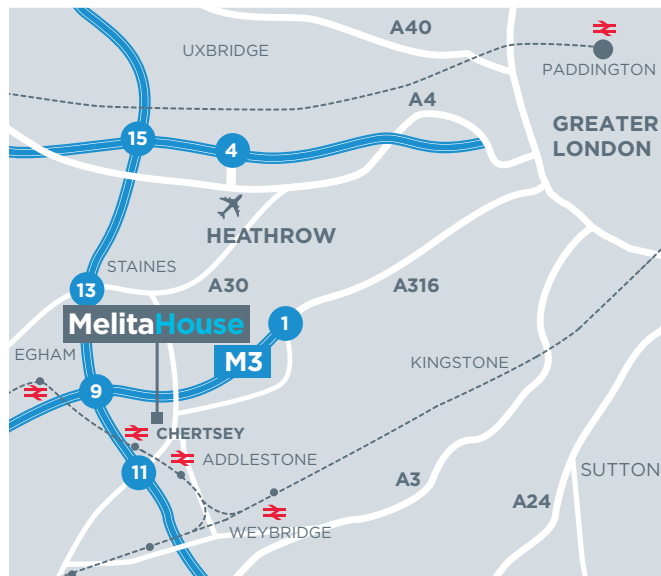 A40
UXBRIDGE
PADDINGTON
A4
GREATER
LONDON
15
4
HEATHROW
STAINES
13
A30
A316
MelitaHouse
1
EGHAM
M3
KINGSTONE
9
CHERTSEY
ADDLESTONE
11
A3
SUTTON
A24
WEYBRIDGE